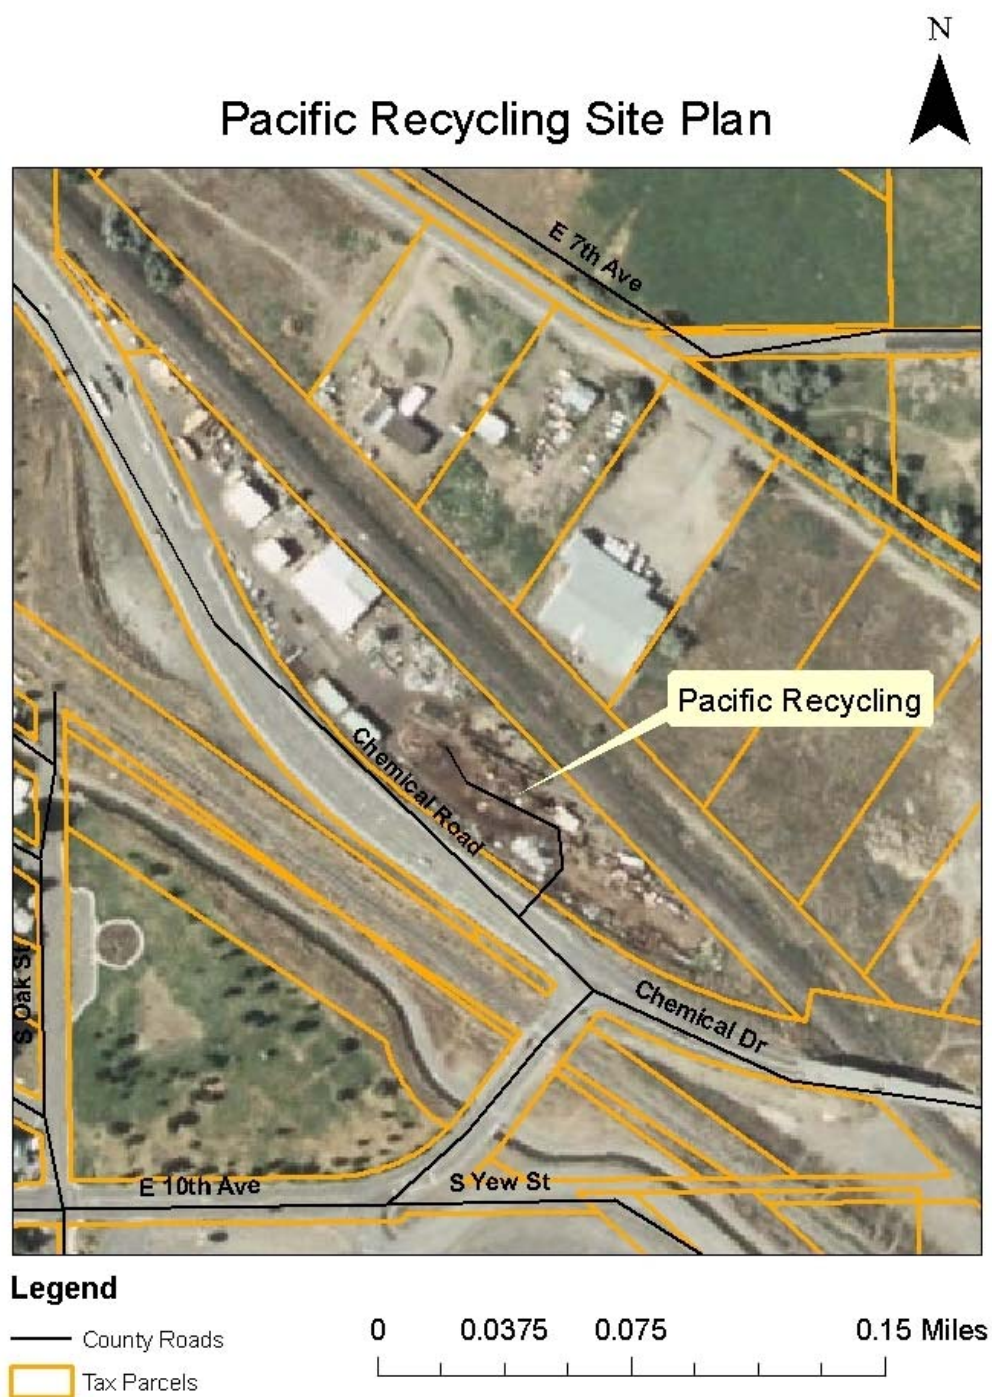 N
Pacific Recycling Site Plan
E 7th Ave
Pacific Recycling
Chemical Road
S Oak St
Chemical Dr
E 10th Ave
S Yew St
Legend
County Roads
Tax Parcels
0 0.0375 0.075 0.15 Miles